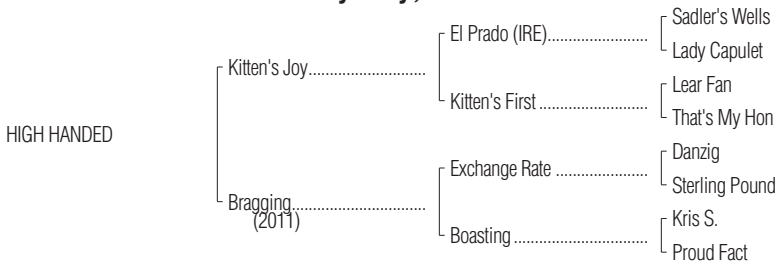 Sadler's Wells
El Prado (IRE)
Lady Capulet
Kitten's Joy
Lear Fan
Kitten's First
That's My Hon
HIGH HANDED
Danzig
Exchange Rate
Sterling Pound
Bragging
(2011)
Kris S.
Boasting
Proud Fact